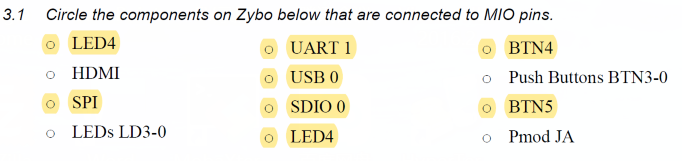 3.1 Circle the components on Zybo below that are connected to MIO pins.
LED4
HDMI
SPI
LEDs LD3-0
UART 1
USB 0
SDIO 0
LED4
BTN4
Push Buttons BTN3-0
BTN5
Pmod JA